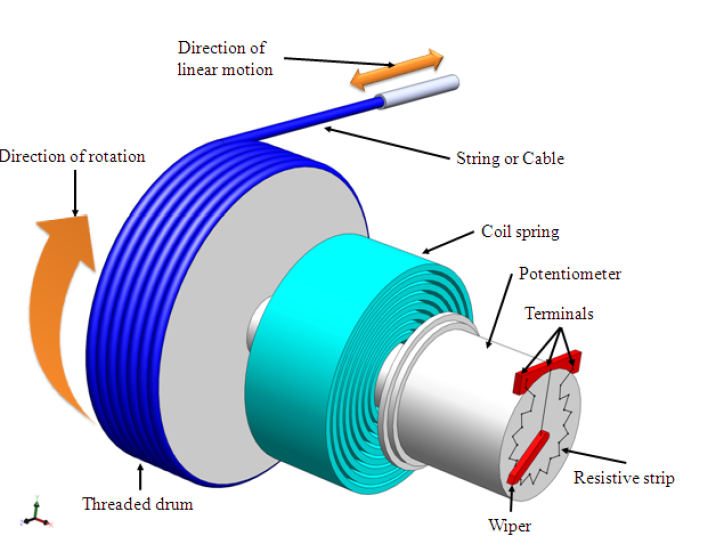 Direction of
linear motion
Direction of rotation
String or Cable
Coil spring
Potentiometer
Terminals
Resistive strip
Threaded drum
Wiper